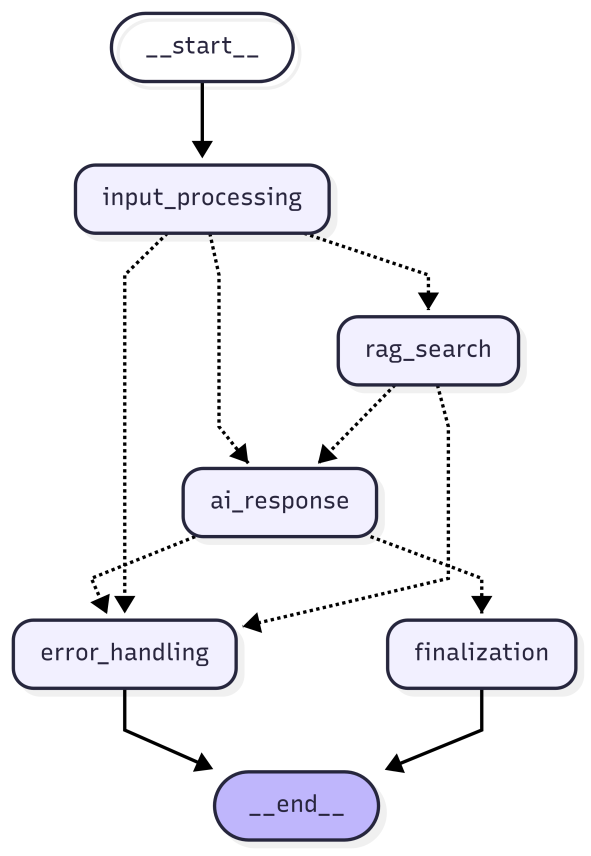 __start__
input_processing
rag_search
ai_response
error_handling
finalization
__end__